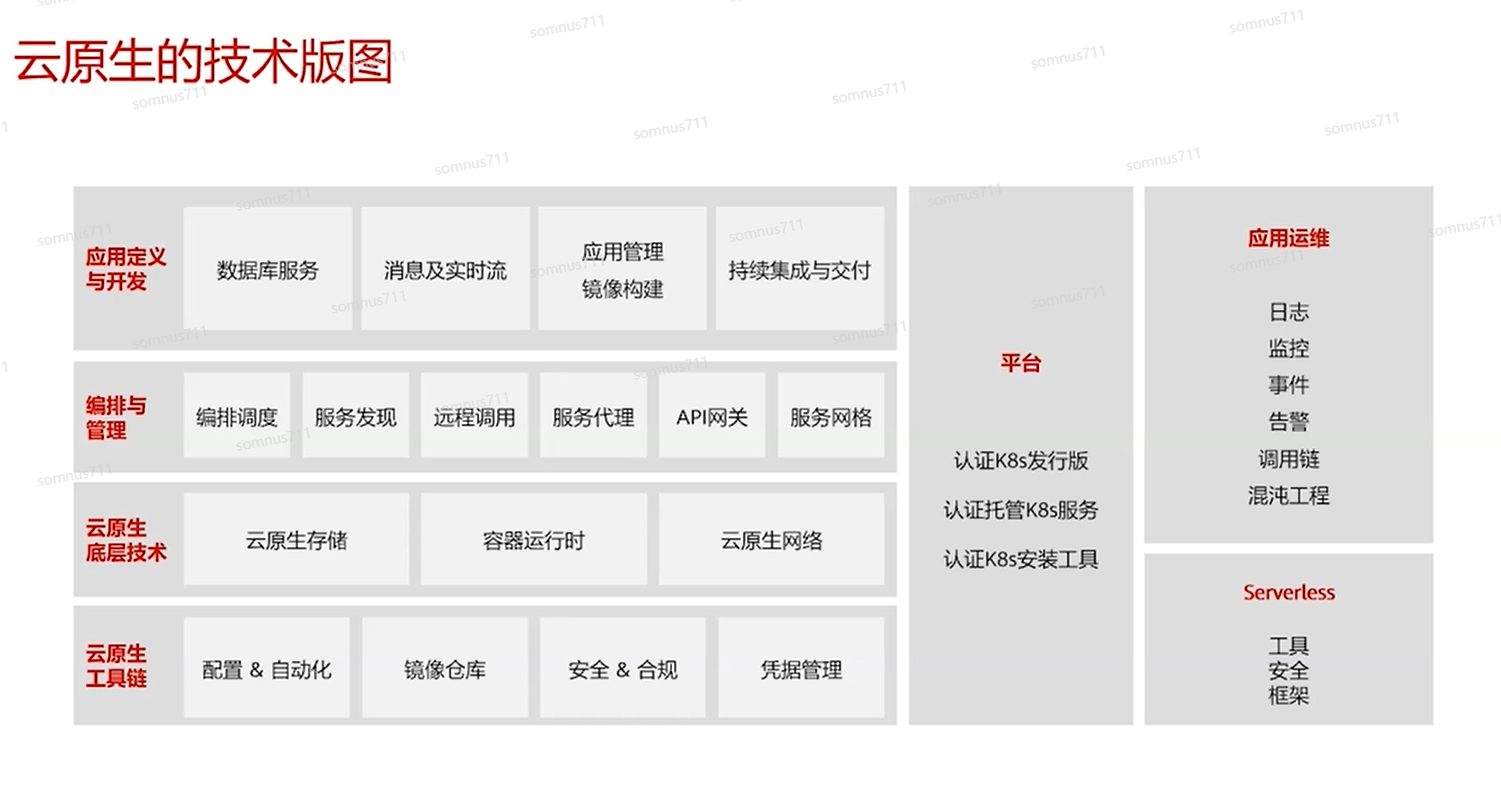 云原生的技术版图
应用定义
与开发
数据库服务
消息及实时流
应用管理
镜像构建
持续集成与交付
编排与
管理
编排调度
服务发现
远程调用
服务代理
API网关
服务网格
云原生
底层技术
云原生存储
容器运行时
云原生网络
云原生
工具链
配置 & 自动化
镜像仓库
安全 & 合规
凭据管理
平台
认证K8s发行版
认证托管K8s服务
认证K8s安装工具
应用运维
日志
监控
事件
告警
调用链
混沌工程
Serverless
工具
安全
框架
somnus711